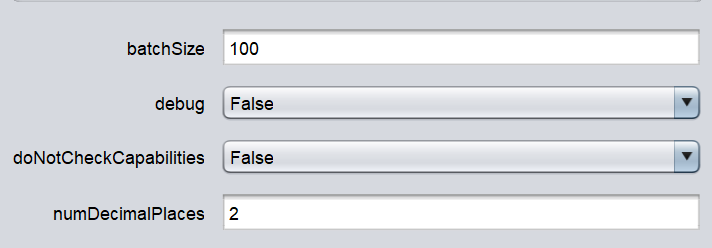 batchSize 100
debug False
doNotCheckCapabilities False
numDecimalPlaces 2